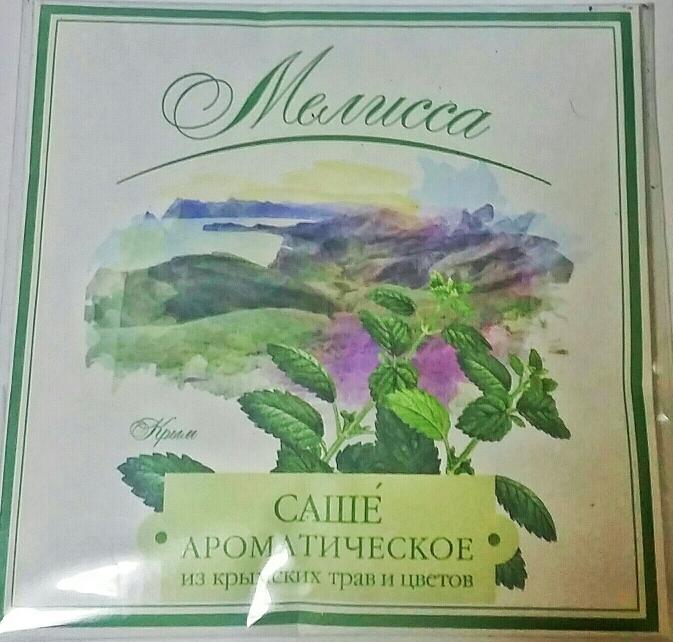 Мелисса
Крым
САШЕ́
АРОМАТИЧЕСКОЕ
из крымских трав и цветов